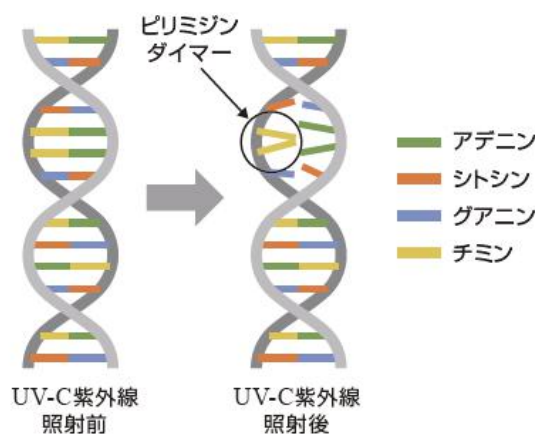 ピリミジン
ダイマー
アデニン
シトシン
グアニン
チミン
UV-C紫外線
照射前
UV-C紫外線
照射後